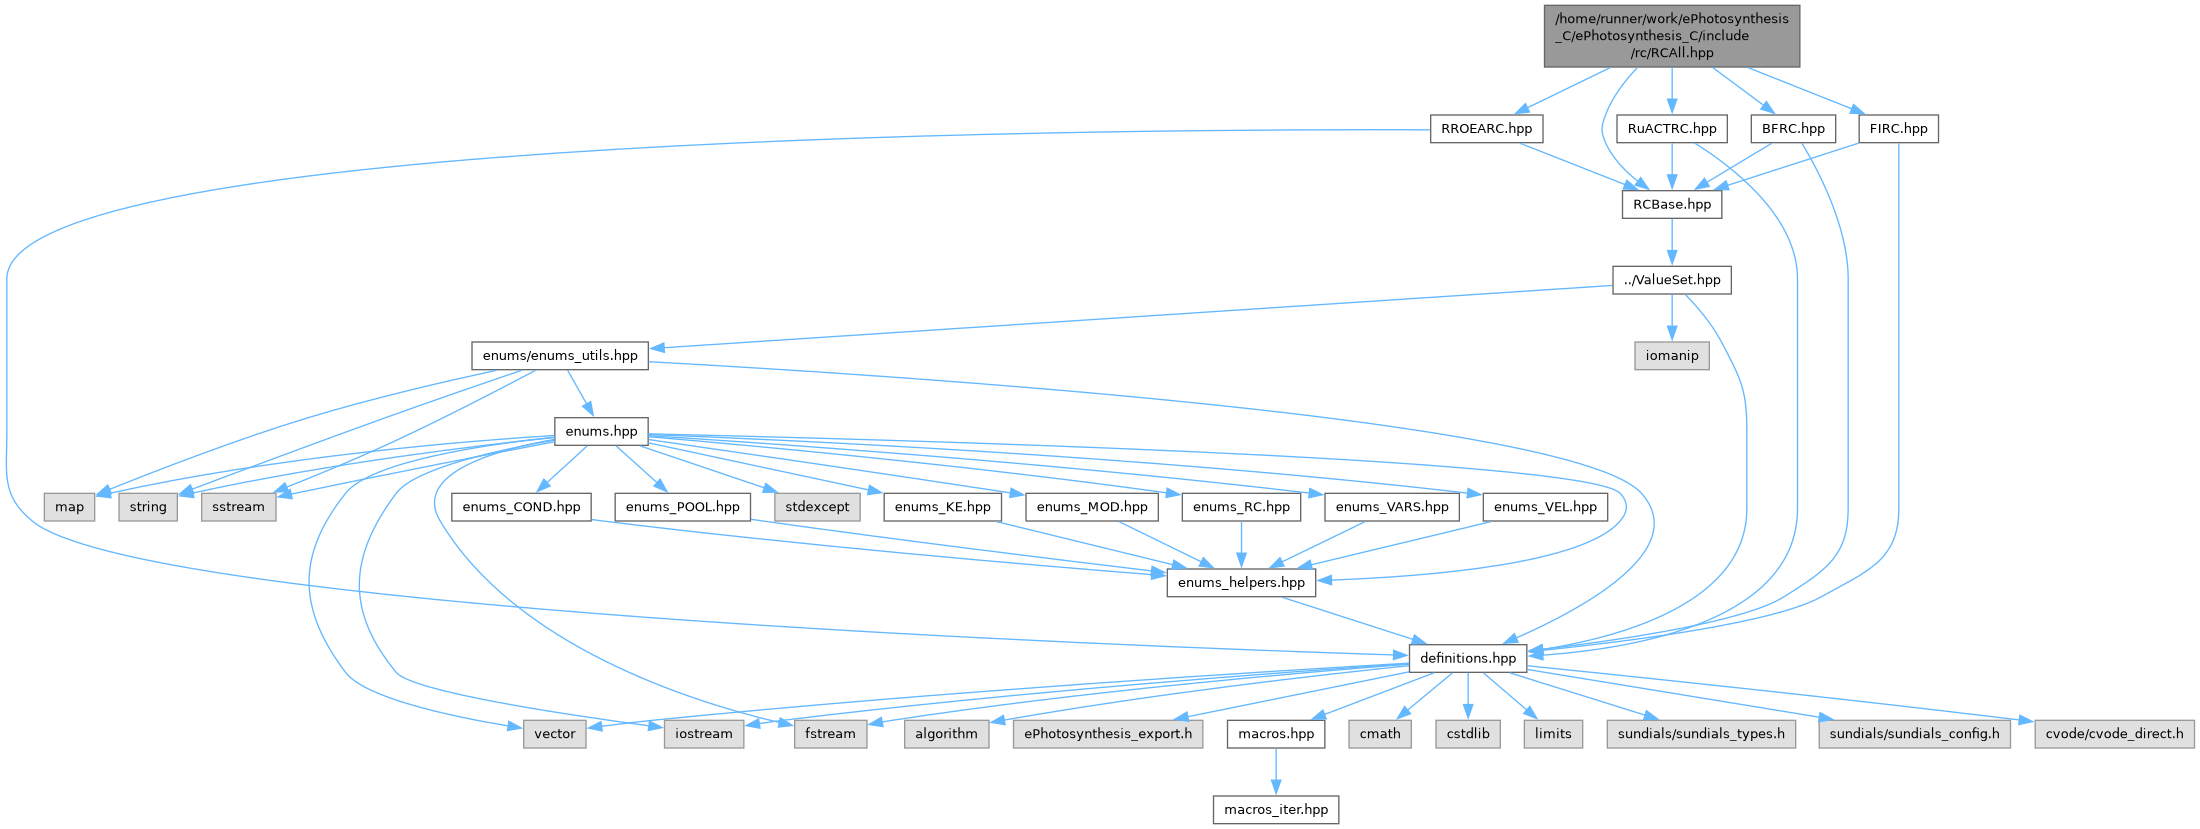 /home/runner/work/ePhotosynthesis
_C/ePhotosynthesis_C/include
/rc/RCAll.hpp
RROEARC.hpp
RuACTRC.hpp
BFRC.hpp
FIRC.hpp
RCBase.hpp
../ValueSet.hpp
enums/enums_utils.hpp
iomanip
enums.hpp
map
string
sstream
enums_COND.hpp
enums_POOL.hpp
stdexcept
enums_KE.hpp
enums_MOD.hpp
enums_RC.hpp
enums_VARS.hpp
enums_VEL.hpp
enums_helpers.hpp
definitions.hpp
vector
iostream
fstream
algorithm
ePhotosynthesis_export.h
macros.hpp
cmath
cstdlib
limits
sundials/sundials_types.h
sundials/sundials_config.h
cvode/cvode_direct.h
macros_iter.hpp